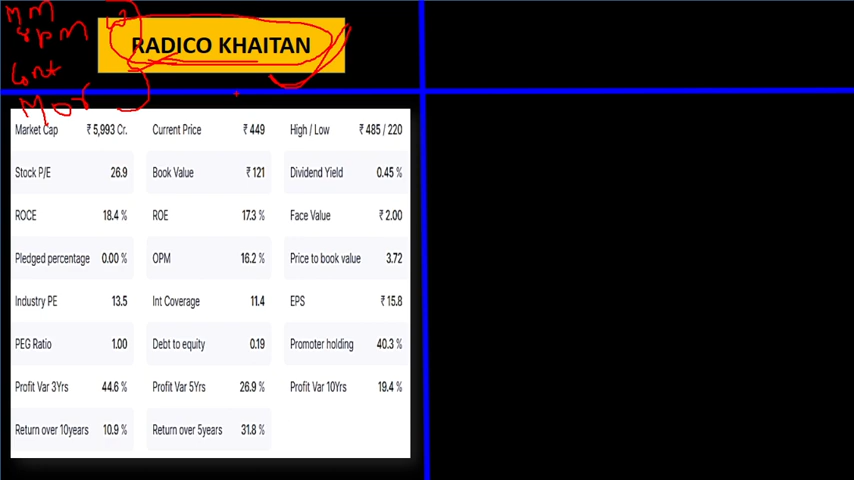 MM
8PM
RADICO KHAITAN
Cont
MOR
Market Cap ₹ 5,993 Cr. Current Price ₹ 449 High / Low ₹ 485 / 220
Stock P/E 26.9 Book Value ₹ 121 Dividend Yield 0.45 %
ROCE 18.4 % ROE 17.3 % Face Value ₹ 2.00
Pledged percentage 0.00 % OPM 16.2 % Price to book value 3.72
Industry PE 13.5 Int Coverage 11.4 EPS ₹ 15.8
PEG Ratio 1.00 Debt to equity 0.19 Promoter holding 40.3 %
Profit Var 3Yrs 44.6 % Profit Var 5Yrs 26.9 % Profit Var 10Yrs 19.4 %
Return over 10years 10.9 % Return over 5years 31.8 %